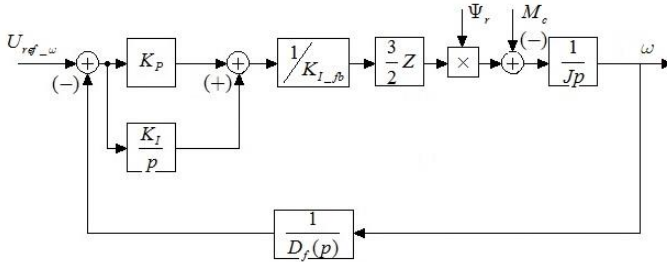 Ψ_r M_c
U_ref_ω (−) K_P (+) 1/K_I_fb 3/2 Z × (−) 1/Jp ω
K_I/p
1/D_f(p)